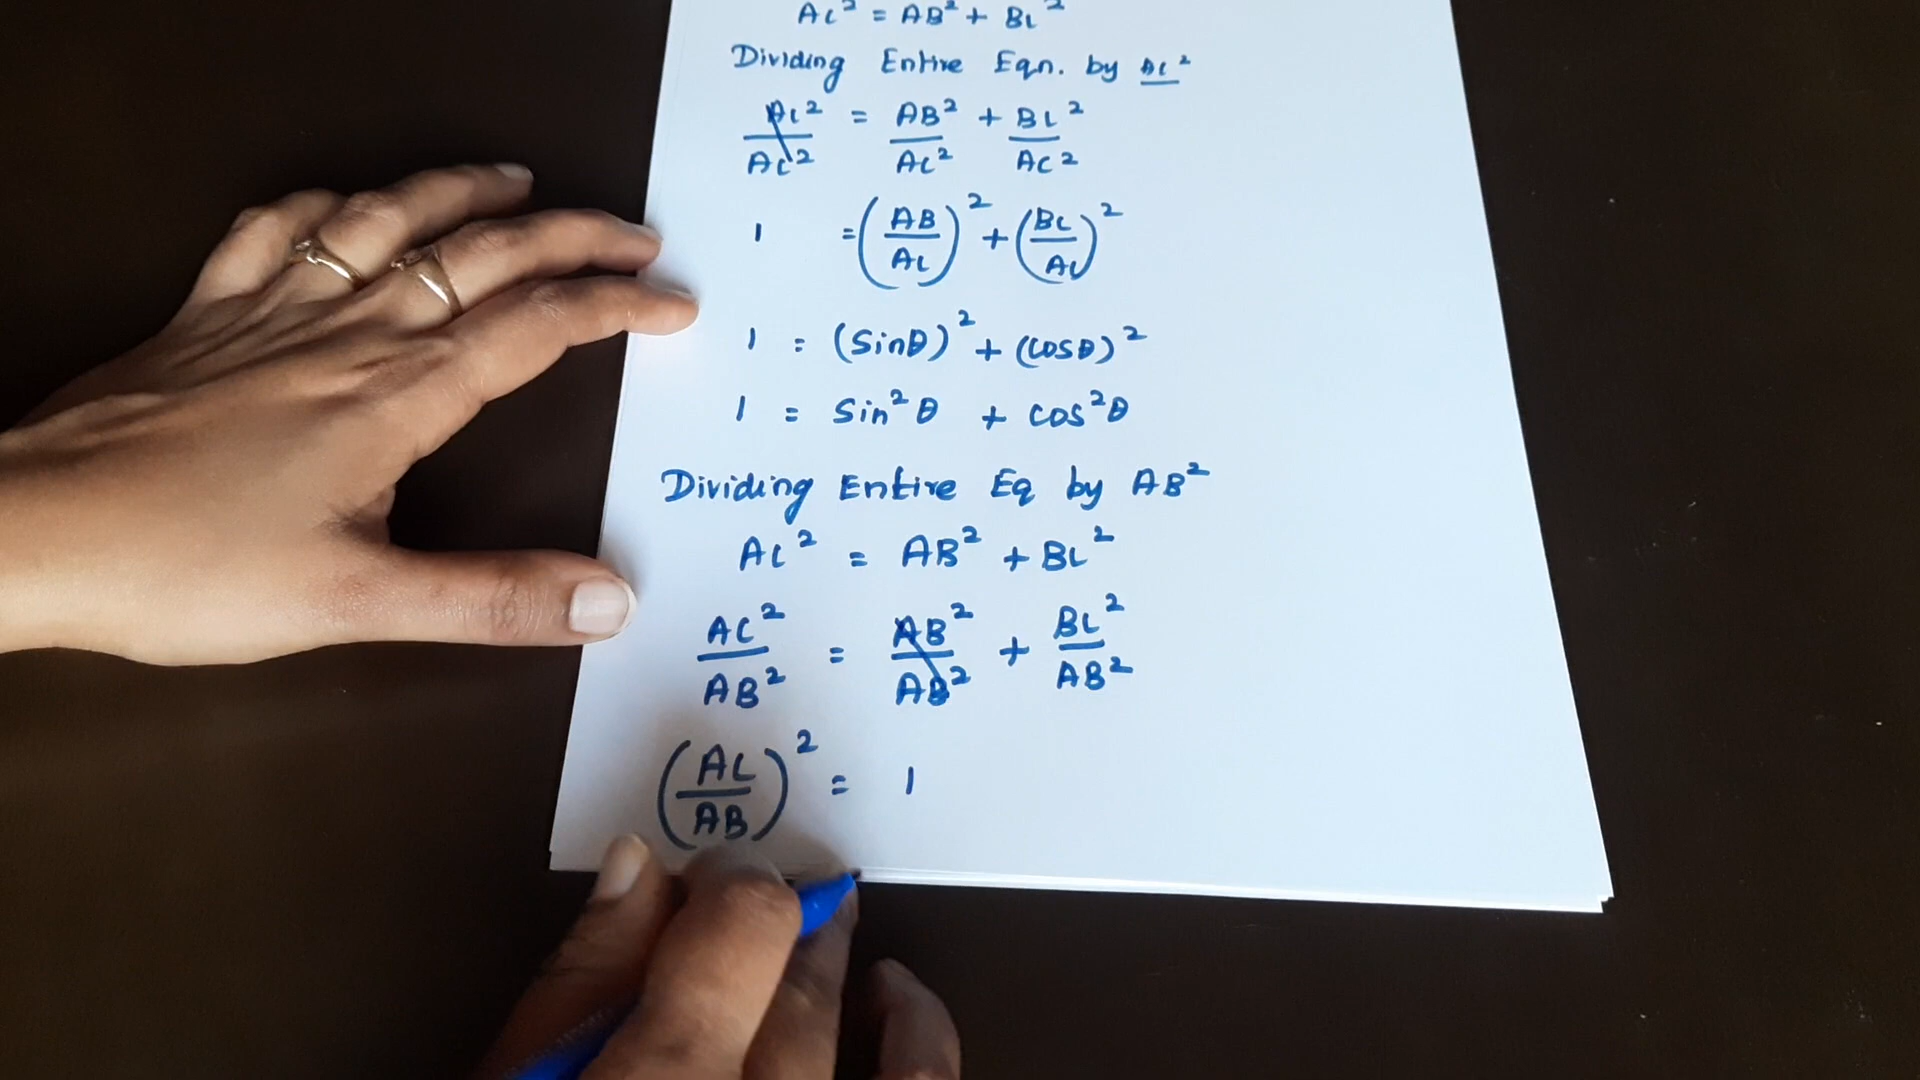 AC² = AB² + BC²
Dividing Entire Eqn. by AC²
AC²/AC² = AB²/AC² + BC²/AC²
1 = (AB/AC)² + (BC/AC)²
1 = (Sinθ)² + (cosθ)²
1 = Sin²θ + cos²θ
Dividing Entire Eq by AB²
AC² = AB² + BC²
AC²/AB² = AB²/AB² + BC²/AB²
(AC/AB)² = 1